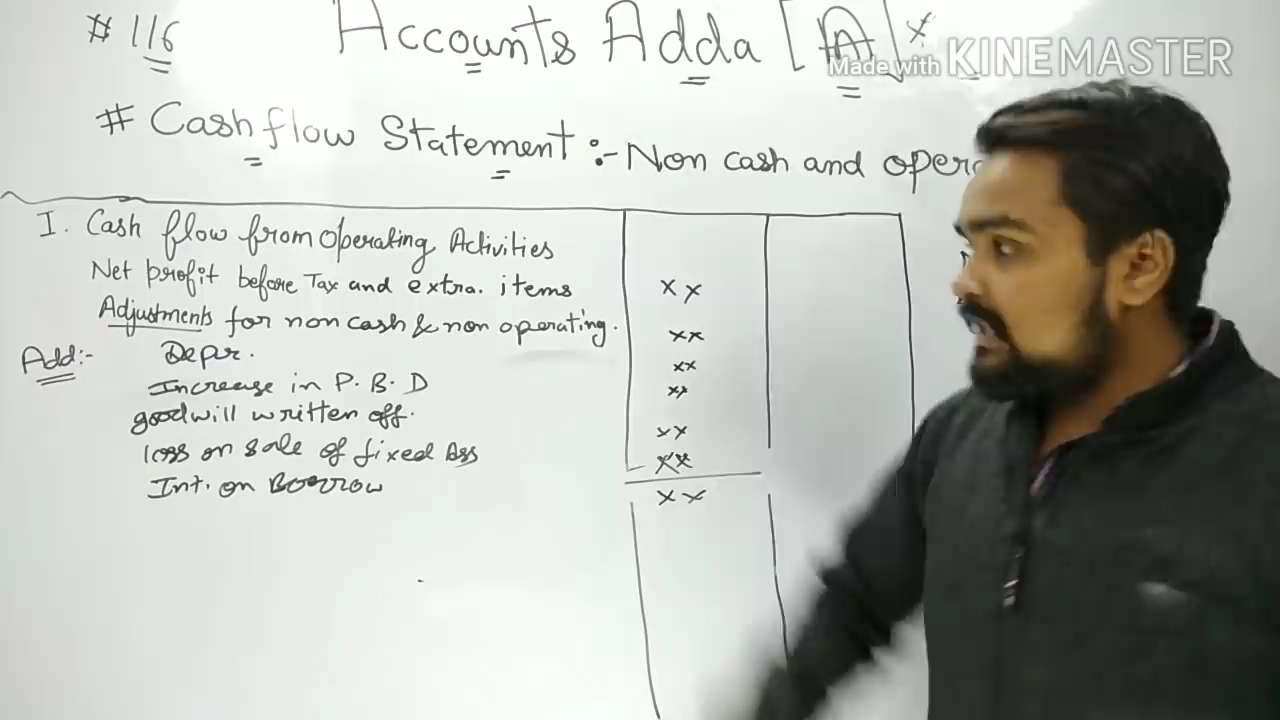 # 116 Accounts Adda [A] x
Made with KINEMASTER
# Cash flow Statement :- Non cash and opera
I. Cash flow from Operating Activities
Net profit before Tax and extra. items xx
Adjustments for non cash & non operating. xx
Add:- Depr. xx
Increase in P.B.D xx
goodwill written off. xx
loss on sale of fixed Ass xx
Int. on Borrow xx